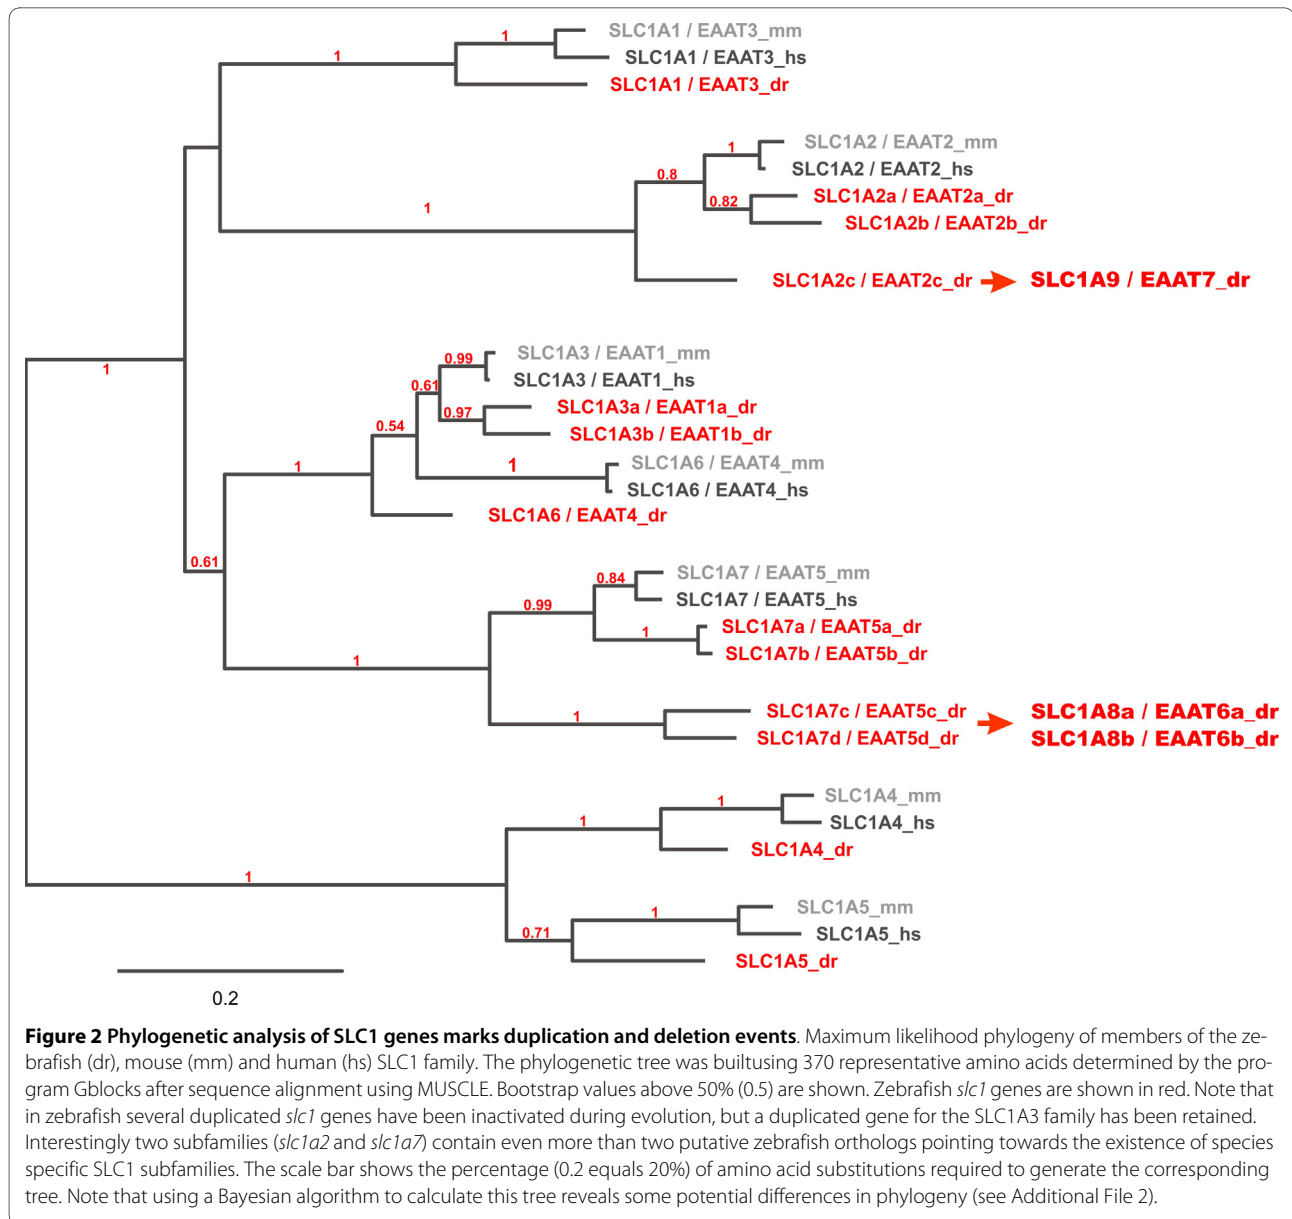 SLC1A1 / EAAT3_mm
1
SLC1A1 / EAAT3_hs
1
SLC1A1 / EAAT3_dr
SLC1A2 / EAAT2_mm
1
SLC1A2 / EAAT2_hs
0.8
SLC1A2a / EAAT2a_dr
0.82
1
SLC1A2b / EAAT2b_dr
SLC1A2c / EAAT2c_dr SLC1A9 / EAAT7_dr
SLC1A3 / EAAT1_mm
0.99
1
SLC1A3 / EAAT1_hs
0.61
SLC1A3a / EAAT1a_dr
0.97
0.54
SLC1A3b / EAAT1b_dr
SLC1A6 / EAAT4_mm
1
1
SLC1A6 / EAAT4_hs
SLC1A6 / EAAT4_dr
0.61
SLC1A7 / EAAT5_mm
0.84
SLC1A7 / EAAT5_hs
0.99
SLC1A7a / EAAT5a_dr
1
SLC1A7b / EAAT5b_dr
1
SLC1A7c / EAAT5c_dr SLC1A8a / EAAT6a_dr
1
SLC1A7d / EAAT5d_dr SLC1A8b / EAAT6b_dr
SLC1A4_mm
1
SLC1A4_hs
1
SLC1A4_dr
1
SLC1A5_mm
1
SLC1A5_hs
0.71
SLC1A5_dr
0.2
Figure 2 Phylogenetic analysis of SLC1 genes marks duplication and deletion events. Maximum likelihood phylogeny of members of the ze-
brafish (dr), mouse (mm) and human (hs) SLC1 family. The phylogenetic tree was builtusing 370 representative amino acids determined by the pro-
gram Gblocks after sequence alignment using MUSCLE. Bootstrap values above 50% (0.5) are shown. Zebrafish slc1 genes are shown in red. Note that
in zebrafish several duplicated slc1 genes have been inactivated during evolution, but a duplicated gene for the SLC1A3 family has been retained.
Interestingly two subfamilies (slc1a2 and slc1a7) contain even more than two putative zebrafish orthologs pointing towards the existence of species
specific SLC1 subfamilies. The scale bar shows the percentage (0.2 equals 20%) of amino acid substitutions required to generate the corresponding
tree. Note that using a Bayesian algorithm to calculate this tree reveals some potential differences in phylogeny (see Additional File 2).